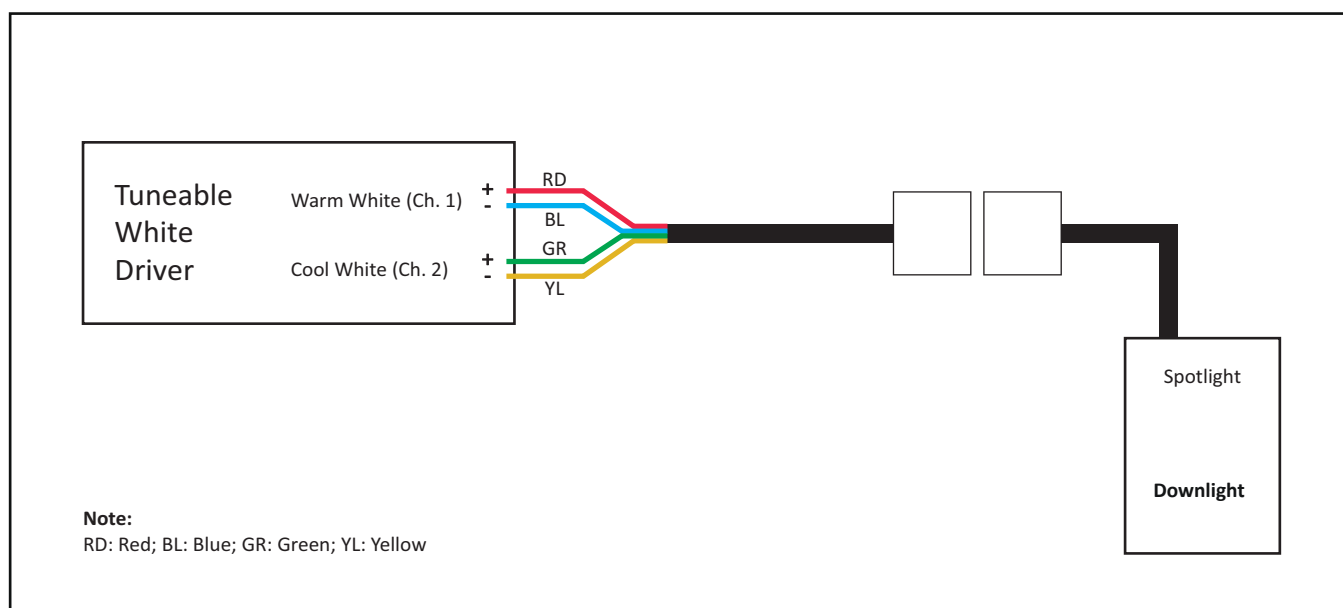 Tuneable
White
Driver
Warm White (Ch. 1)
+
-
Cool White (Ch. 2)
+
-
RD
BL
GR
YL
Spotlight
Downlight
Note:
RD: Red; BL: Blue; GR: Green; YL: Yellow